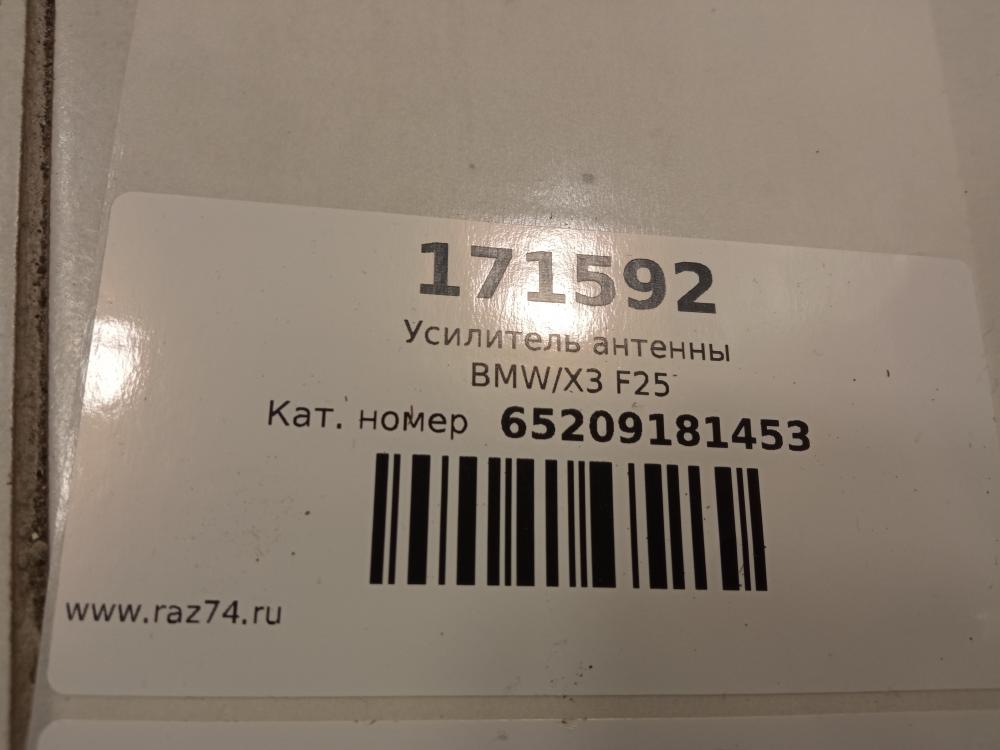 171592
Усилитель антенны
BMW/X3 F25
Кат. номер 65209181453
www.raz74.ru